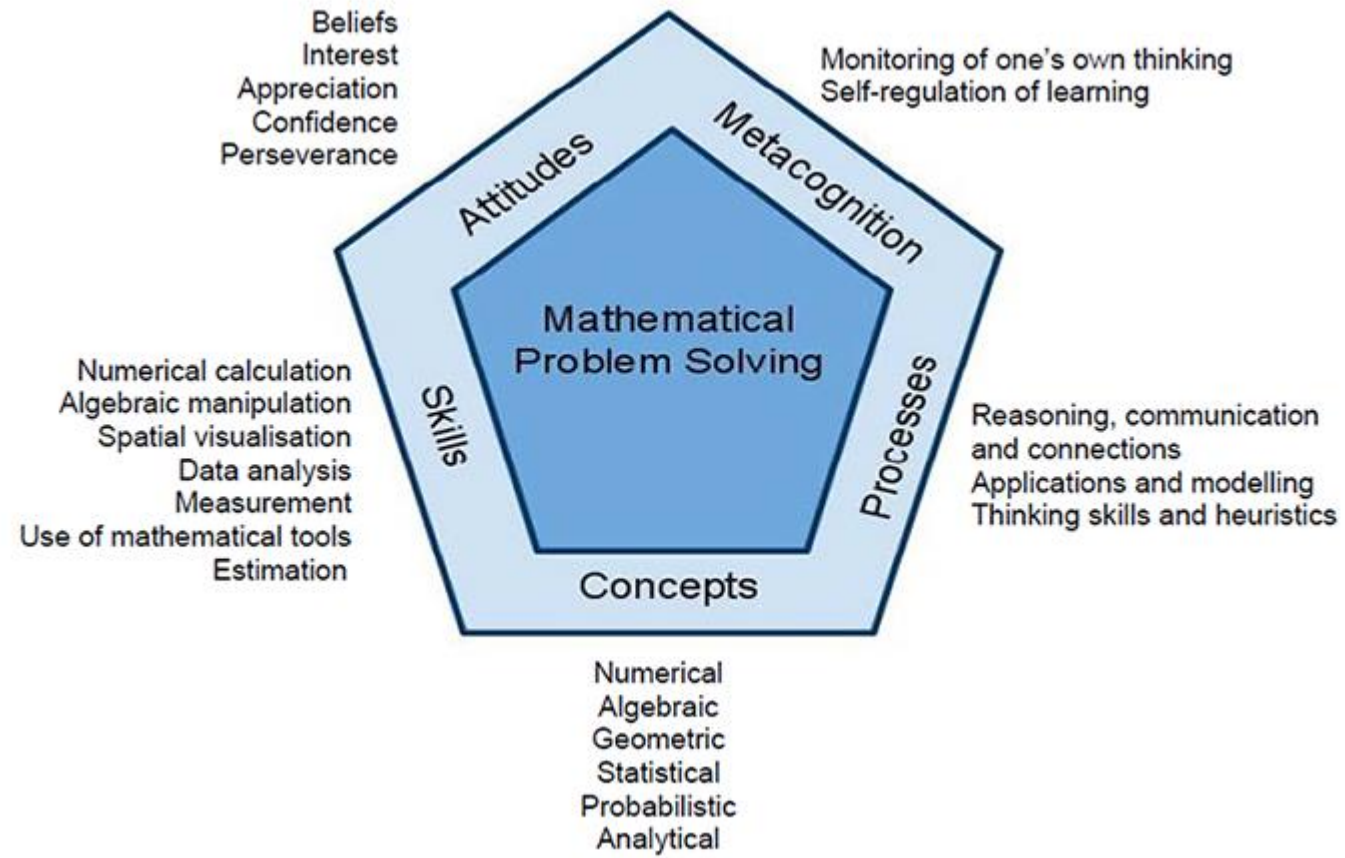 Beliefs
Interest
Appreciation
Confidence
Perseverance
Monitoring of one's own thinking
Self-regulation of learning
Attitudes
Metacognition
Mathematical
Problem Solving
Numerical calculation
Algebraic manipulation
Spatial visualisation
Data analysis
Measurement
Use of mathematical tools
Estimation
Skills
Processes
Reasoning, communication
and connections
Applications and modelling
Thinking skills and heuristics
Concepts
Numerical
Algebraic
Geometric
Statistical
Probabilistic
Analytical